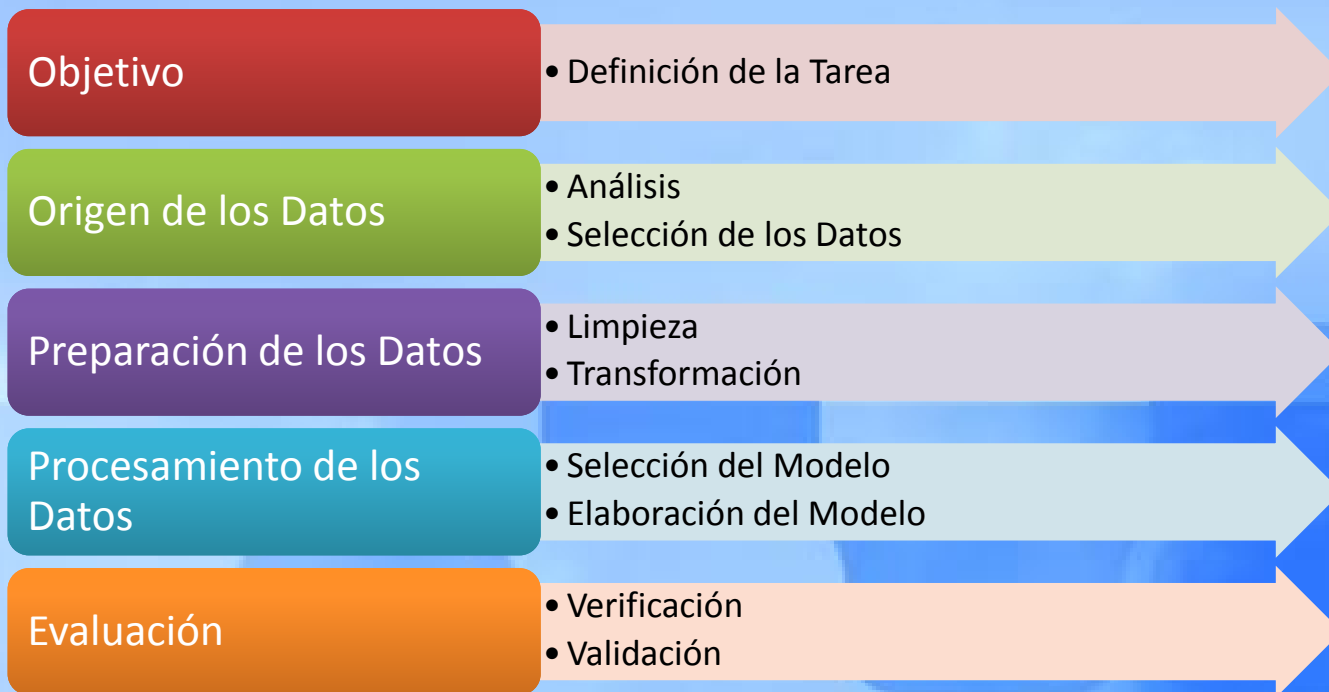 Objetivo
• Definición de la Tarea
Origen de los Datos
• Análisis
• Selección de los Datos
Preparación de los Datos
• Limpieza
• Transformación
Procesamiento de los
Datos
• Selección del Modelo
• Elaboración del Modelo
Evaluación
• Verificación
• Validación